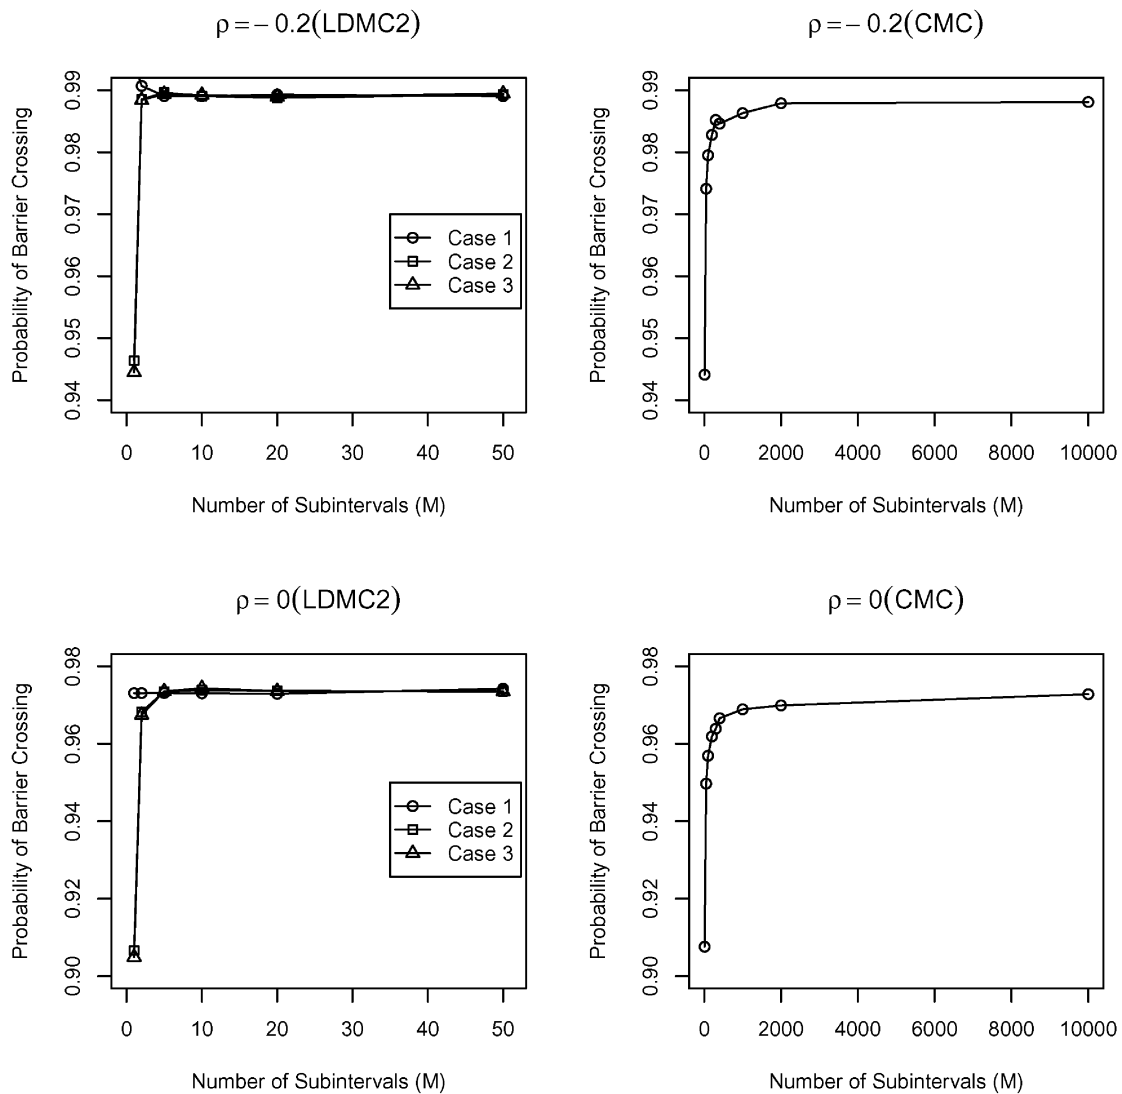 ρ = − 0.2(LDMC2)
Probability of Barrier Crossing
0.99
0.98
0.97
0.96
0.95
0.94
Case 1
Case 2
Case 3
0 10 20 30 40 50
Number of Subintervals (M)
ρ = − 0.2(CMC)
Probability of Barrier Crossing
0.99
0.98
0.97
0.96
0.95
0.94
0 2000 4000 6000 8000 10000
Number of Subintervals (M)
ρ = 0(LDMC2)
Probability of Barrier Crossing
0.98
0.96
0.94
0.92
0.90
Case 1
Case 2
Case 3
0 10 20 30 40 50
Number of Subintervals (M)
ρ = 0(CMC)
Probability of Barrier Crossing
0.98
0.96
0.94
0.92
0.90
0 2000 4000 6000 8000 10000
Number of Subintervals (M)